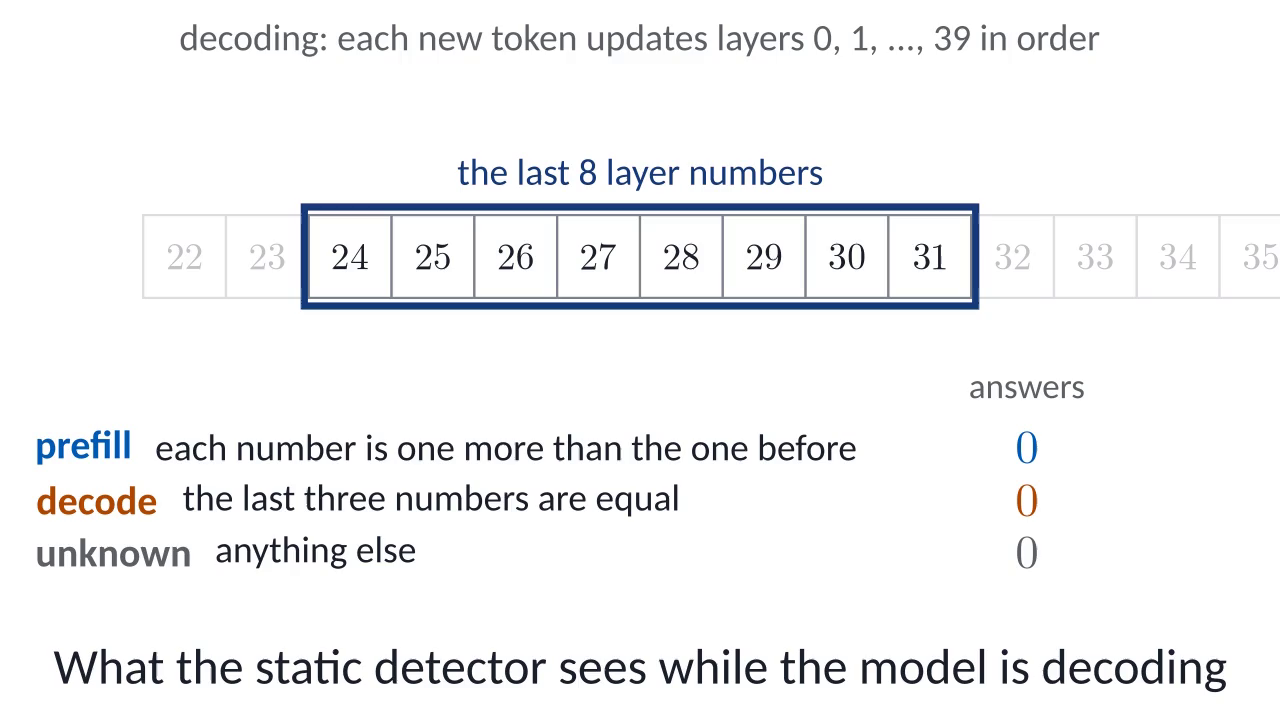 decoding: each new token updates layers 0, 1, ..., 39 in order
the last 8 layer numbers
22 23 24 25 26 27 28 29 30 31 32 33 34 35
answers
prefill each number is one more than the one before 0
decode the last three numbers are equal 0
unknown anything else 0
What the static detector sees while the model is decoding